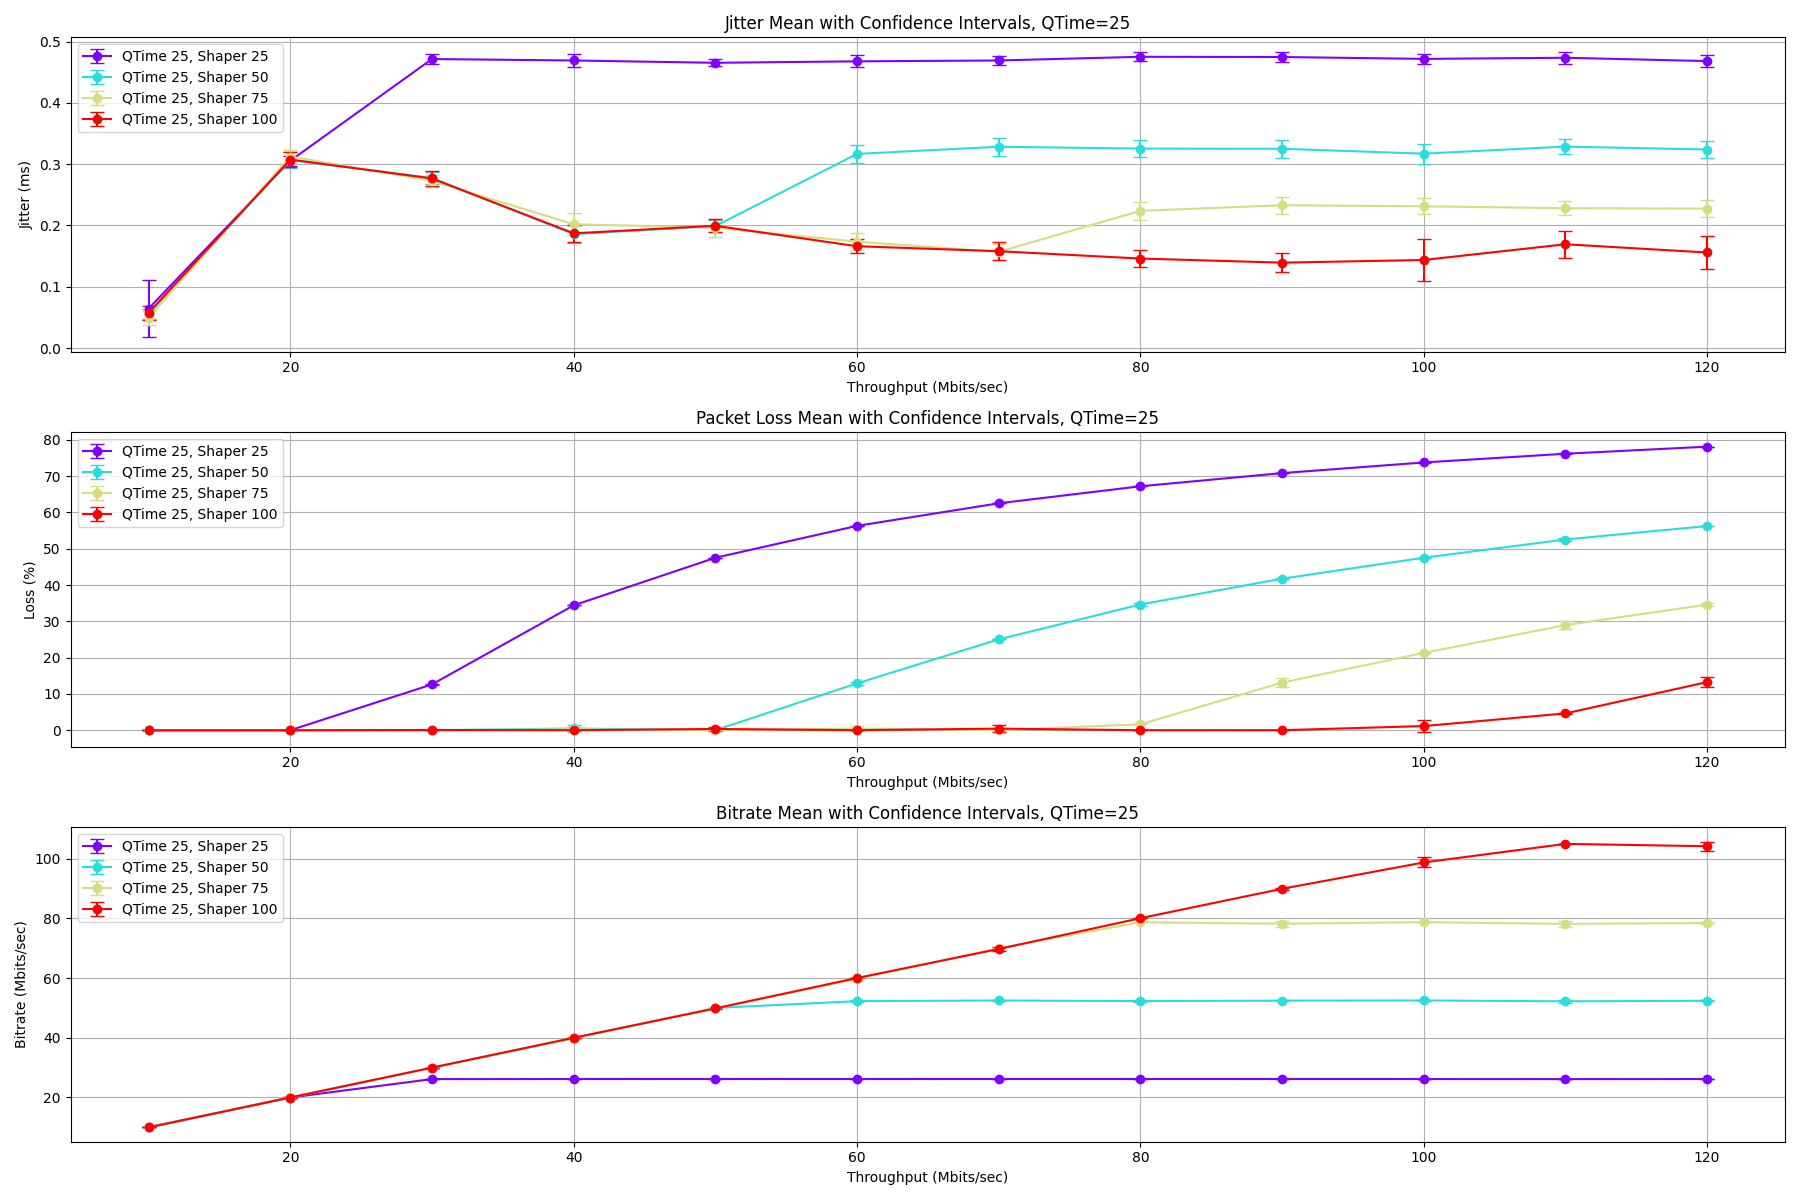 Jitter Mean with Confidence Intervals, QTime=25
QTime 25, Shaper 25
QTime 25, Shaper 50
QTime 25, Shaper 75
QTime 25, Shaper 100
Jitter (ms)
0.5
0.4
0.3
0.2
0.1
0.0
20 40 60 80 100 120
Throughput (Mbits/sec)
Packet Loss Mean with Confidence Intervals, QTime=25
QTime 25, Shaper 25
QTime 25, Shaper 50
QTime 25, Shaper 75
QTime 25, Shaper 100
Loss (%)
80
70
60
50
40
30
20
10
0
20 40 60 80 100 120
Throughput (Mbits/sec)
Bitrate Mean with Confidence Intervals, QTime=25
QTime 25, Shaper 25
QTime 25, Shaper 50
QTime 25, Shaper 75
QTime 25, Shaper 100
Bitrate (Mbits/sec)
100
80
60
40
20
20 40 60 80 100 120
Throughput (Mbits/sec)